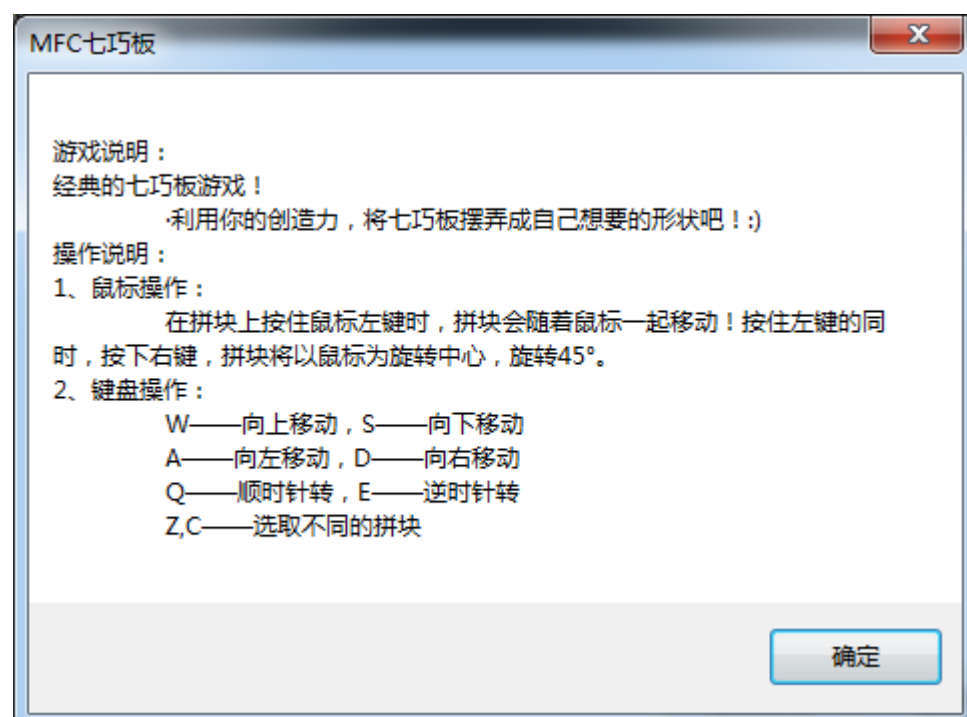 MFC七巧板
游戏说明：
经典的七巧板游戏！
·利用你的创造力，将七巧板摆弄成自己想要的形状吧！:)
操作说明：
1、鼠标操作：
在拼块上按住鼠标左键时，拼块会随着鼠标一起移动！按住左键的同
时，按下右键，拼块将以鼠标为旋转中心，旋转45°。
2、键盘操作：
W——向上移动，S——向下移动
A——向左移动，D——向右移动
Q——顺时针转，E——逆时针转
Z,C——选取不同的拼块
确定